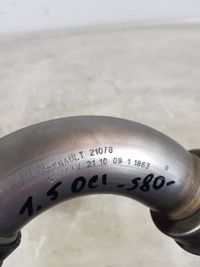 RENAULT 21078
21 10 09 1 1863
1.5 DCI -S80-